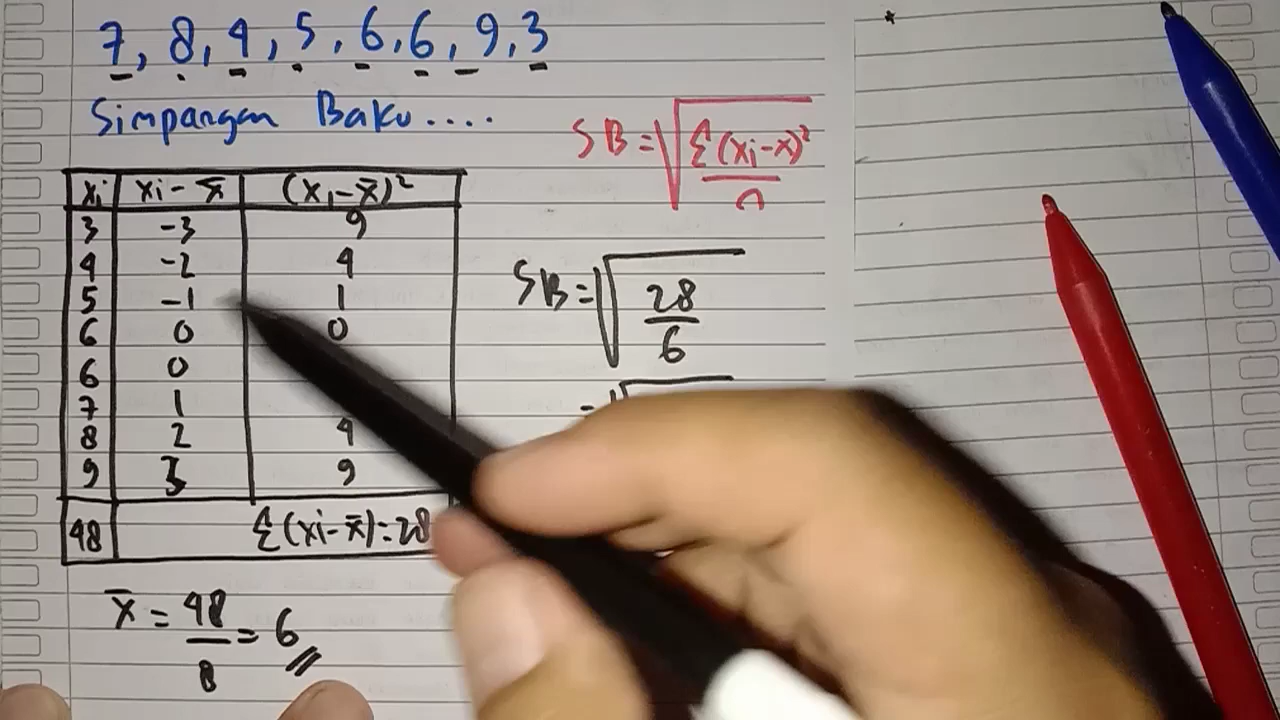 7, 8, 4, 5, 6, 6, 9, 3
Simpangan Baku....
SB=√Σ(xi-x)²/n
xi xi-x̄ (xi-x̄)²
3 -3 9
4 -2 4
5 -1 1
6 0 0
6 0
7 1
8 2 4
9 3 9
48 Σ(xi-x̄)=28
SB=√28/6
x̄ = 48/8 = 6